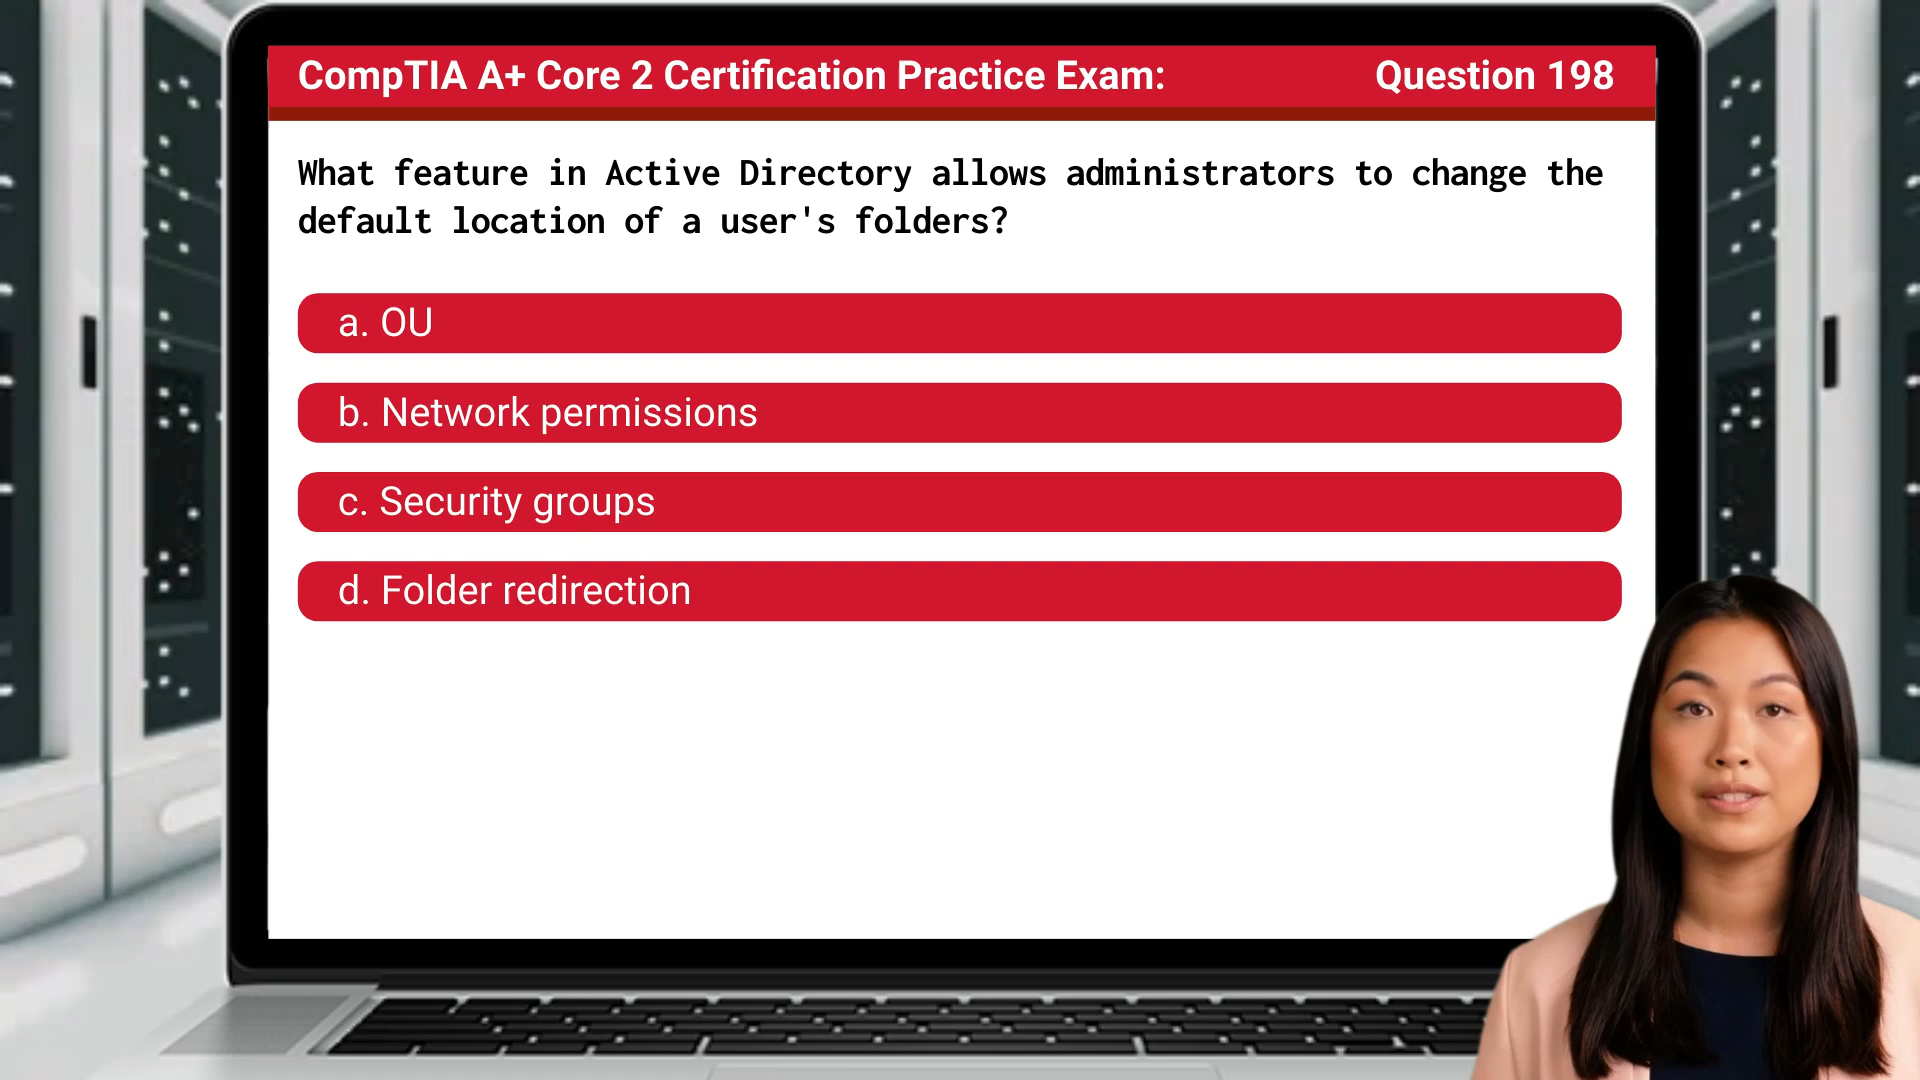 CompTIA A+ Core 2 Certification Practice Exam:
Question 198
What feature in Active Directory allows administrators to change the
default location of a user's folders?
a. OU
b. Network permissions
c. Security groups
d. Folder redirection